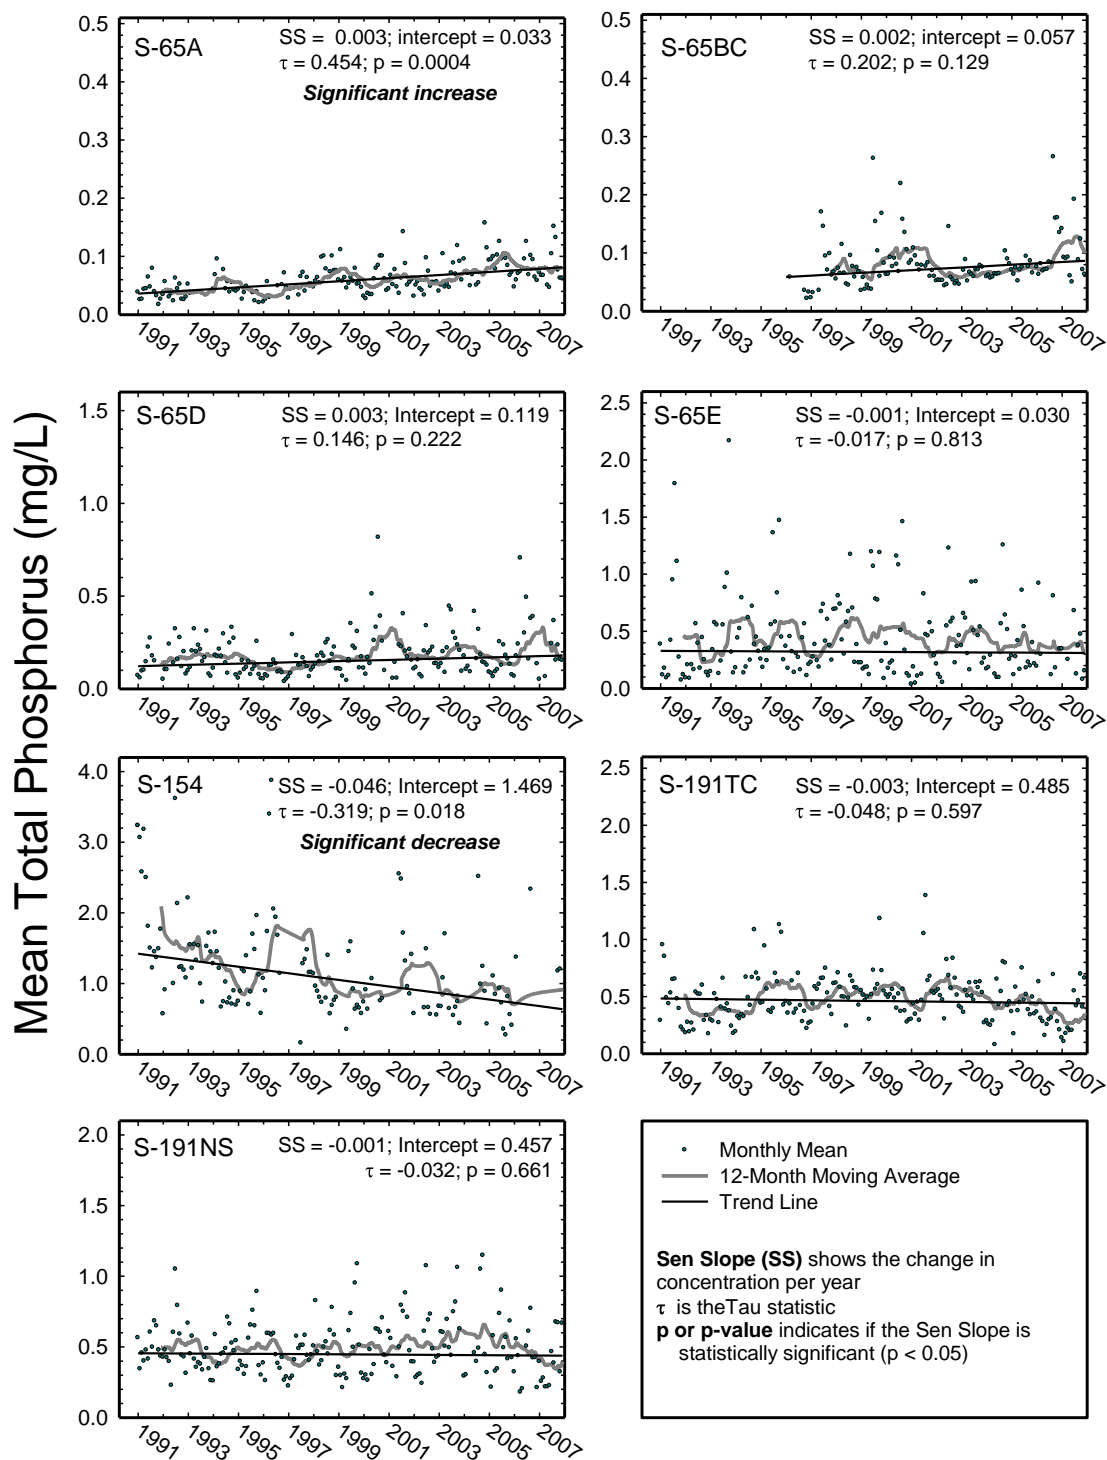 Mean Total Phosphorus (mg/L)
S-65A
SS = 0.003; intercept = 0.033
τ = 0.454; p = 0.0004
Significant increase
0.5
0.4
0.3
0.2
0.1
0.0
1991 1993 1995 1997 1999 2001 2003 2005 2007
S-65BC
SS = 0.002; intercept = 0.057
τ = 0.202; p = 0.129
0.5
0.4
0.3
0.2
0.1
0.0
1991 1993 1995 1997 1999 2001 2003 2005 2007
S-65D
SS = 0.003; Intercept = 0.119
τ = 0.146; p = 0.222
1.5
1.0
0.5
0.0
1991 1993 1995 1997 1999 2001 2003 2005 2007
S-65E
SS = -0.001; Intercept = 0.030
τ = -0.017; p = 0.813
2.5
2.0
1.5
1.0
0.5
0.0
1991 1993 1995 1997 1999 2001 2003 2005 2007
S-154
SS = -0.046; Intercept = 1.469
τ = -0.319; p = 0.018
Significant decrease
4.0
3.0
2.0
1.0
0.0
1991 1993 1995 1997 1999 2001 2003 2005 2007
S-191TC
SS = -0.003; Intercept = 0.485
τ = -0.048; p = 0.597
2.5
2.0
1.5
1.0
0.5
0.0
1991 1993 1995 1997 1999 2001 2003 2005 2007
S-191NS
SS = -0.001; Intercept = 0.457
τ = -0.032; p = 0.661
2.0
1.5
1.0
0.5
0.0
1991 1993 1995 1997 1999 2001 2003 2005 2007
Monthly Mean
12-Month Moving Average
Trend Line
Sen Slope (SS) shows the change in
concentration per year
τ is theTau statistic
p or p-value indicates if the Sen Slope is
statistically significant (p < 0.05)